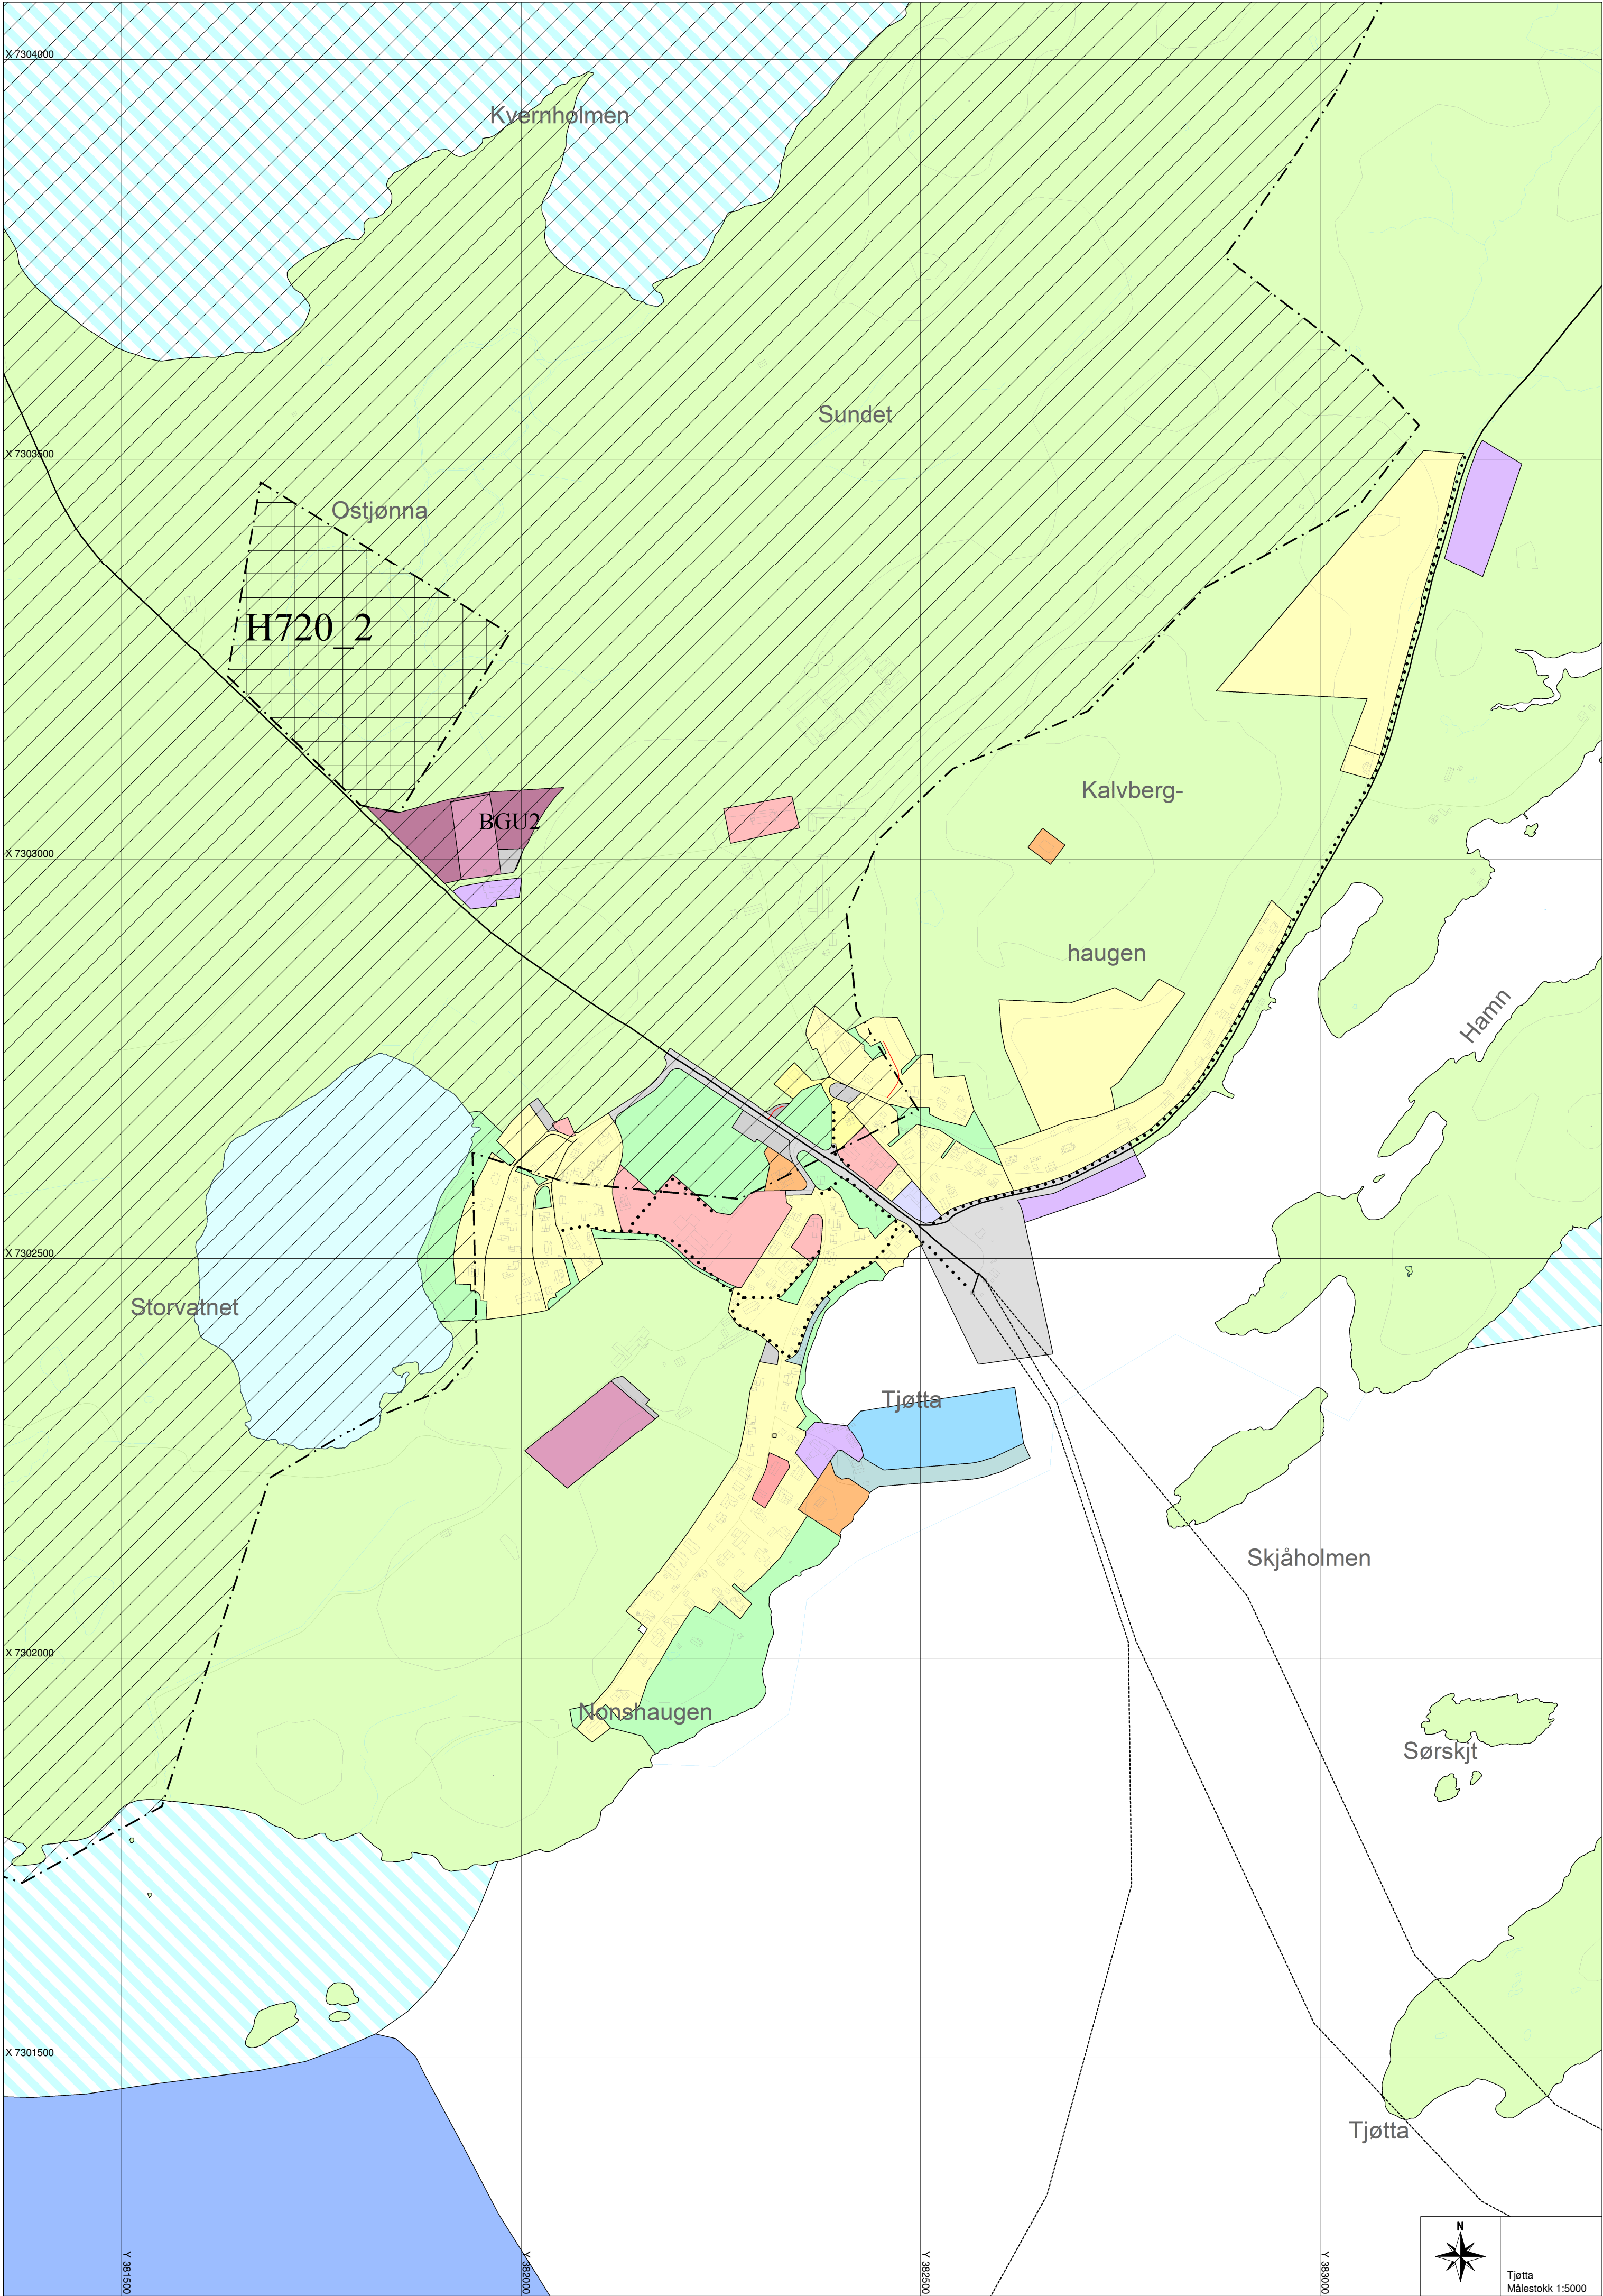 X 7304000
Kvernholmen
Sundet
X 7303500
Ostjønna
H720_2
Kalvberg-
BGU2
X 7303000
haugen
Hamn
X 7302500
Storvatnet
Tjøtta
Skjåholmen
X 7302000
Nonshaugen
Sørskjt
X 7301500
Tjøtta
Y 381500
Y 382000
Y 382500
Y 383000
N
Tjøtta
Målestokk 1:5000